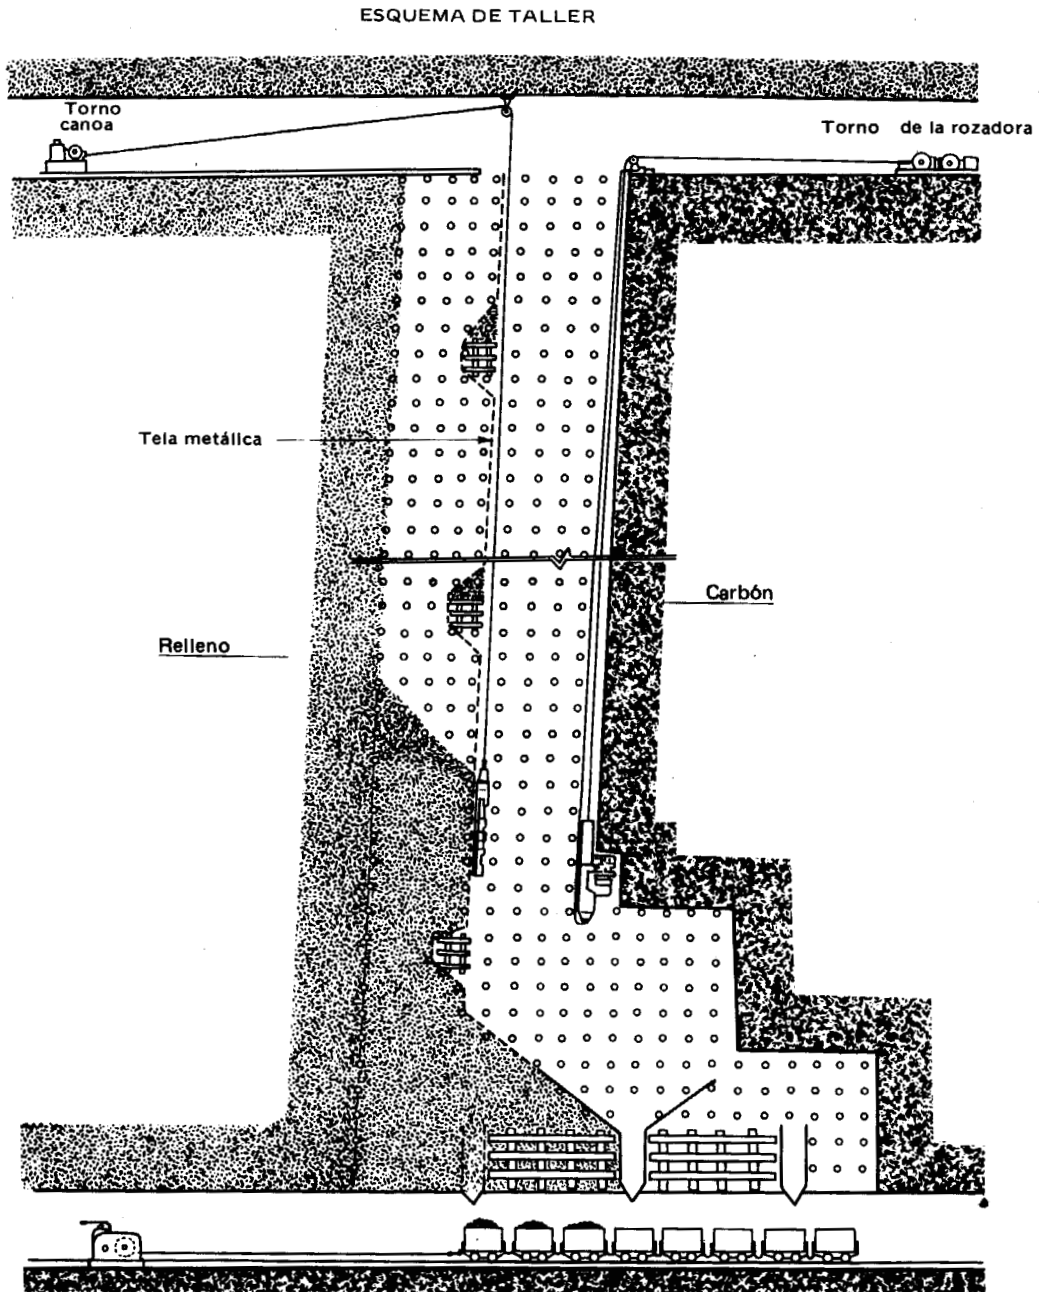 ESQUEMA DE TALLER
Torno
canoa
Torno de la rozadora
Tela metálica
Carbón
Relleno